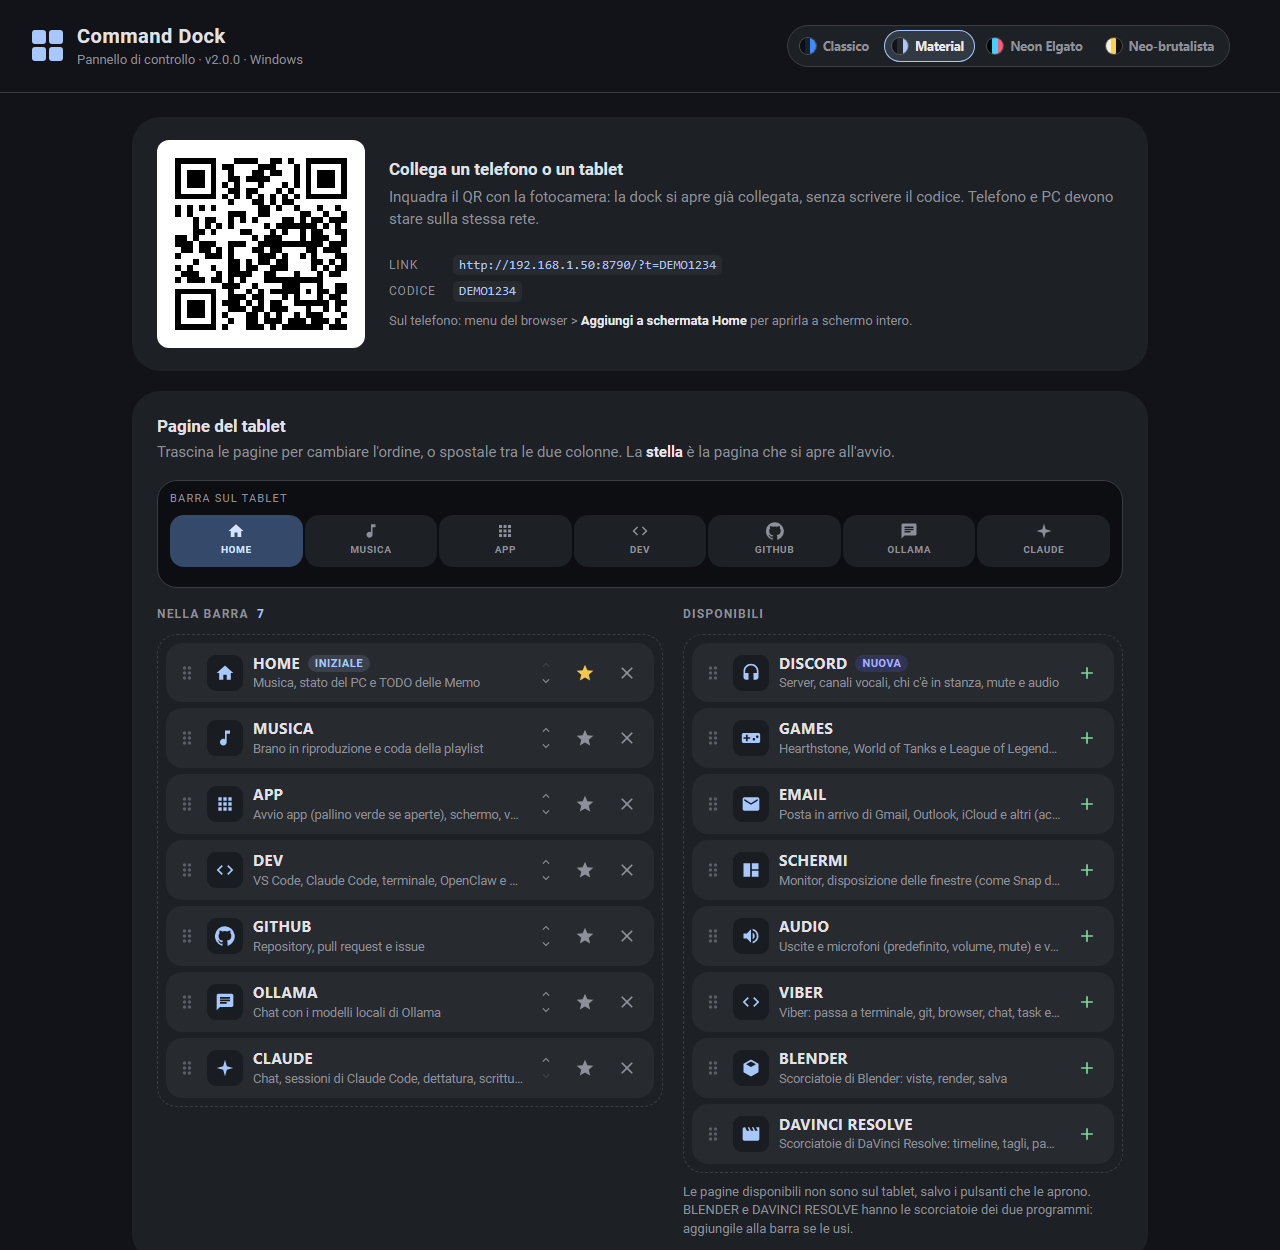 Command Dock
Pannello di controllo · v2.0.0 · Windows
Classico
Material
Neon Elgato
Neo-brutalista
Collega un telefono o un tablet
Inquadra il QR con la fotocamera: la dock si apre già collegata, senza scrivere il codice. Telefono e PC devono
stare sulla stessa rete.
LINK http://192.168.1.50:8790/?t=DEMO1234
CODICE DEMO1234
Sul telefono: menu del browser > Aggiungi a schermata Home per aprirla a schermo intero.
Pagine del tablet
Trascina le pagine per cambiare l'ordine, o spostale tra le due colonne. La stella è la pagina che si apre all'avvio.
BARRA SUL TABLET
HOME
MUSICA
APP
DEV
GITHUB
OLLAMA
CLAUDE
NELLA BARRA 7
HOME INIZIALE
Musica, stato del PC e TODO delle Memo
MUSICA
Brano in riproduzione e coda della playlist
APP
Avvio app (pallino verde se aperte), schermo, v...
DEV
VS Code, Claude Code, terminale, OpenClaw e ...
GITHUB
Repository, pull request e issue
OLLAMA
Chat con i modelli locali di Ollama
CLAUDE
Chat, sessioni di Claude Code, dettatura, scrittu...
DISPONIBILI
DISCORD NUOVA
Server, canali vocali, chi c'è in stanza, mute e audio
GAMES
Hearthstone, World of Tanks e League of Legend...
EMAIL
Posta in arrivo di Gmail, Outlook, iCloud e altri (ac...
SCHERMI
Monitor, disposizione delle finestre (come Snap d...
AUDIO
Uscite e microfoni (predefinito, volume, mute) e v...
VIBER
Viber: passa a terminale, git, browser, chat, task e...
BLENDER
Scorciatoie di Blender: viste, render, salva
DAVINCI RESOLVE
Scorciatoie di DaVinci Resolve: timeline, tagli, pa...
Le pagine disponibili non sono sul tablet, salvo i pulsanti che le aprono.
BLENDER e DAVINCI RESOLVE hanno le scorciatoie dei due programmi:
aggiungile alla barra se le usi.